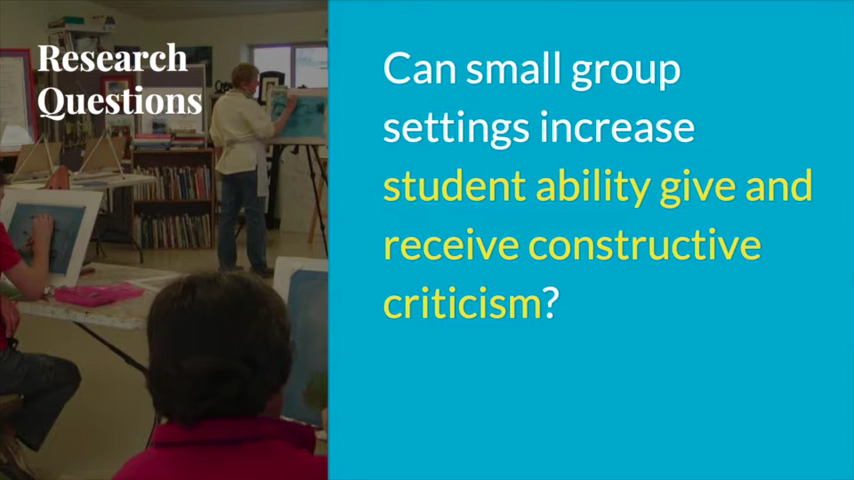 Research
Questions
Can small group
settings increase
student ability give and
receive constructive
criticism?